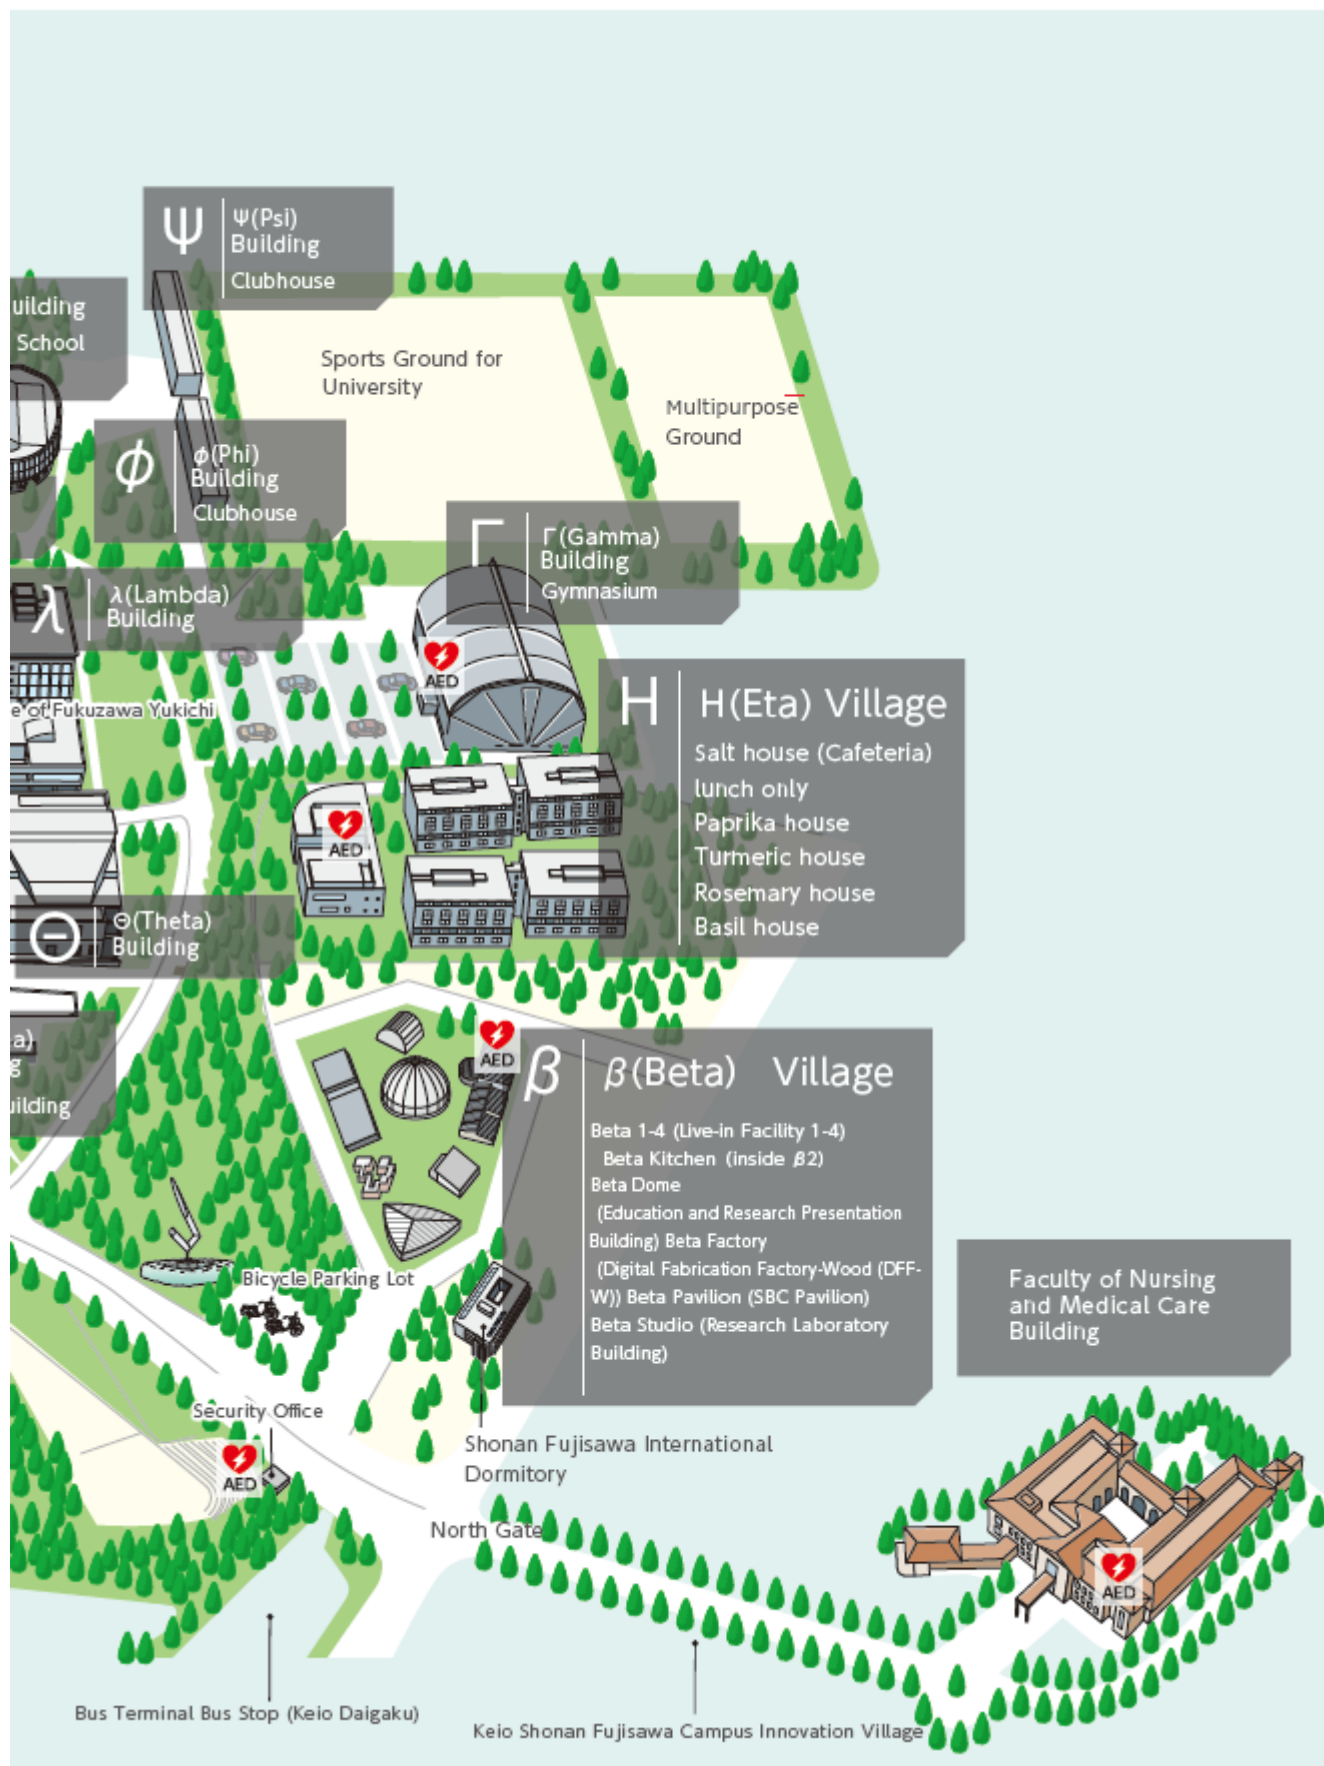 Ψ
Ψ(Psi)
Building
Clubhouse
uilding
School
Sports Ground for
University
Multipurpose
Ground
ϕ
ϕ(Phi)
Building
Clubhouse
Γ
Γ(Gamma)
Building
Gymnasium
λ
λ(Lambda)
Building
AED
e of Fukuzawa Yukichi
H
H(Eta) Village
Salt house (Cafeteria)
lunch only
Paprika house
Turmeric house
Rosemary house
Basil house
AED
Θ
Θ(Theta)
Building
a)
g
uilding
AED
β
β(Beta) Village
Beta 1-4 (Live-in Facility 1-4)
Beta Kitchen (inside β2)
Beta Dome
(Education and Research Presentation
Building) Beta Factory
(Digital Fabrication Factory-Wood (DFF-
W)) Beta Pavilion (SBC Pavilion)
Beta Studio (Research Laboratory
Building)
Bicycle Parking Lot
Faculty of Nursing
and Medical Care
Building
Security Office
AED
Shonan Fujisawa International
Dormitory
North Gate
AED
Bus Terminal Bus Stop (Keio Daigaku)
Keio Shonan Fujisawa Campus Innovation Village